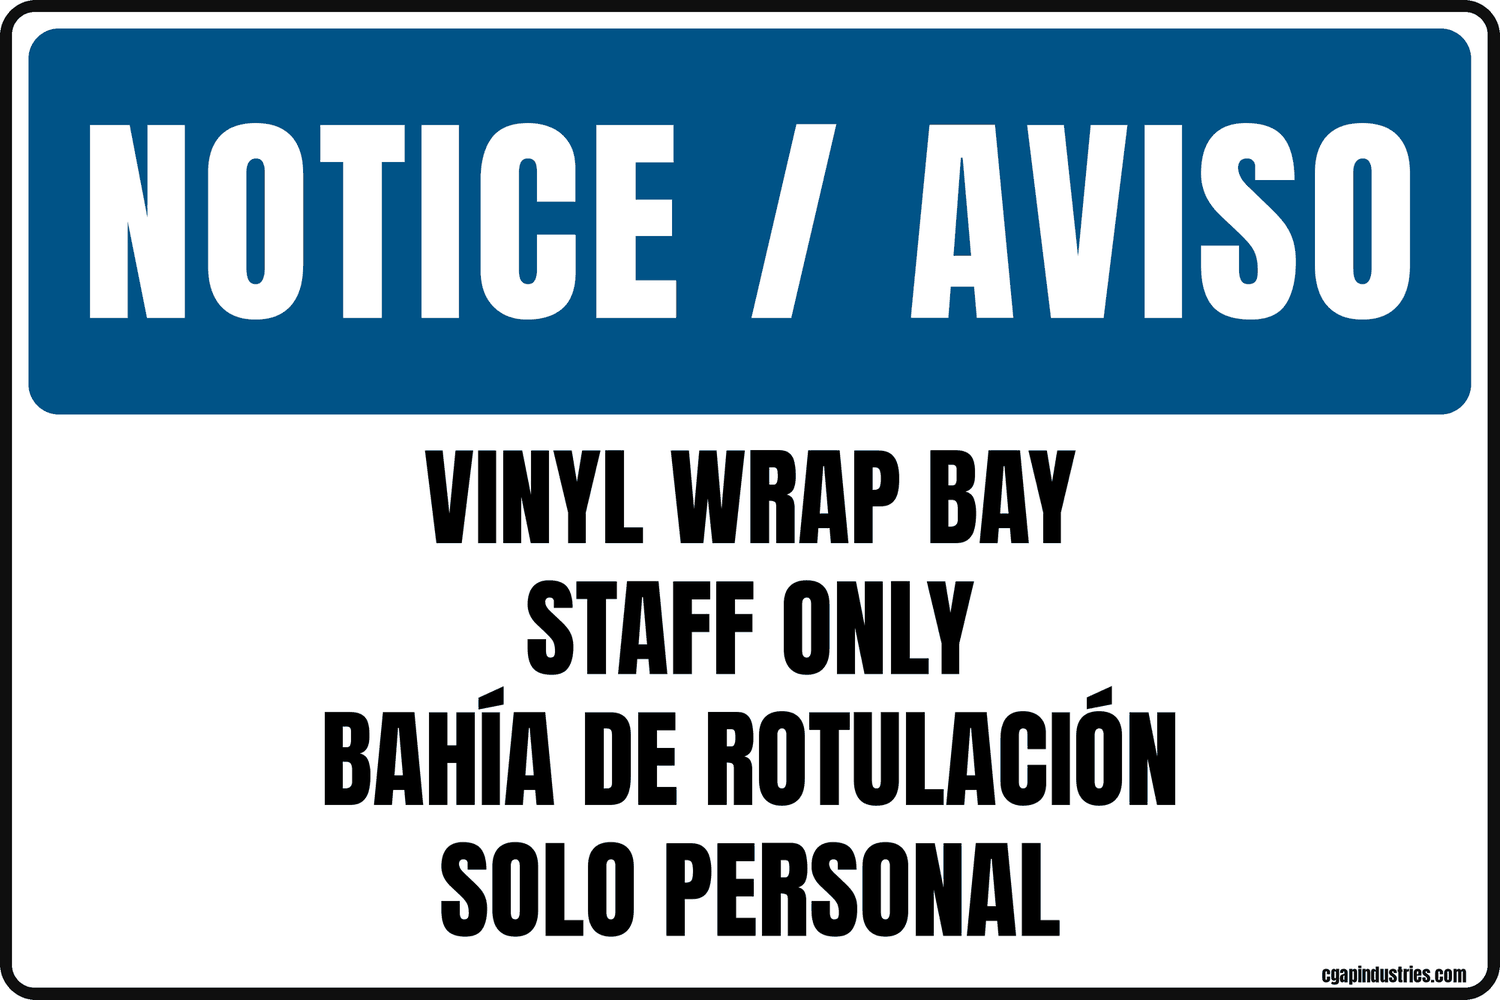 NOTICE / AVISO
VINYL WRAP BAY
STAFF ONLY
BAHÍA DE ROTULACIÓN
SOLO PERSONAL
cgapindustries.com